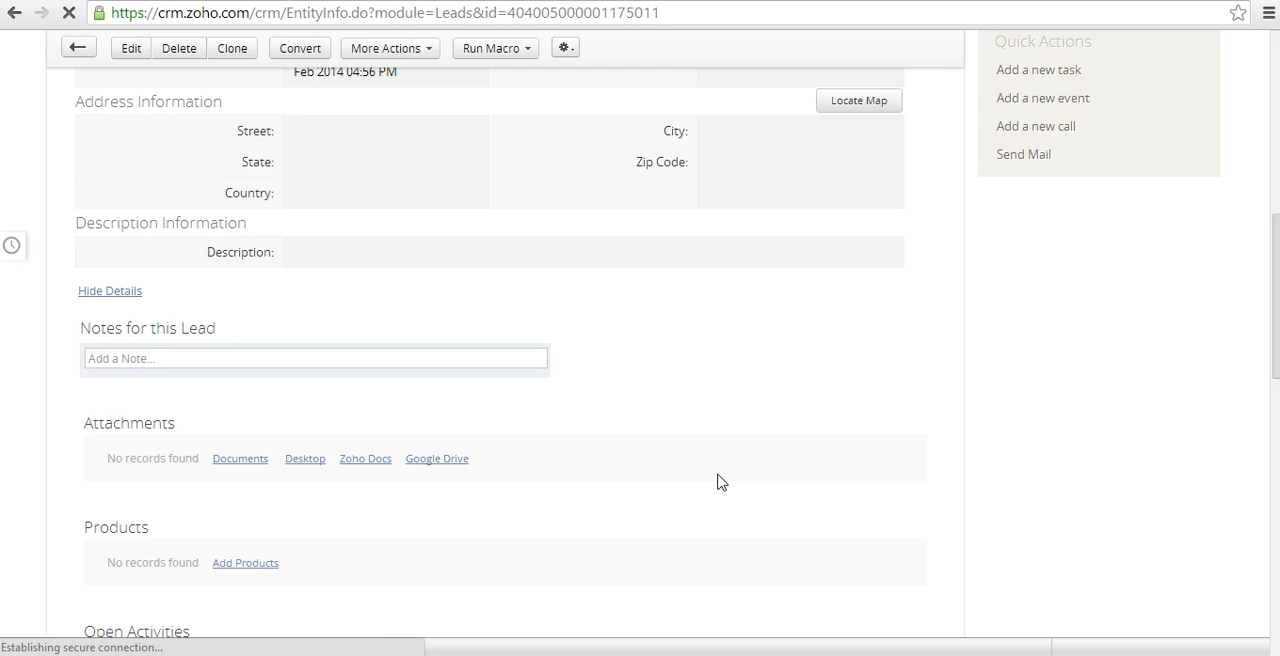 https://crm.zoho.com/crm/EntityInfo.do?module=Leads&id=404005000001175011
Edit Delete Clone Convert More Actions Run Macro
Quick Actions
Add a new task
Add a new event
Add a new call
Send Mail
Feb 2014 04:56 PM
Address Information Locate Map
Street: City:
State: Zip Code:
Country:
Description Information
Description:
Hide Details
Notes for this Lead
Add a Note...
Attachments
No records found Documents Desktop Zoho Docs Google Drive
Products
No records found Add Products
Open Activities
Establishing secure connection...